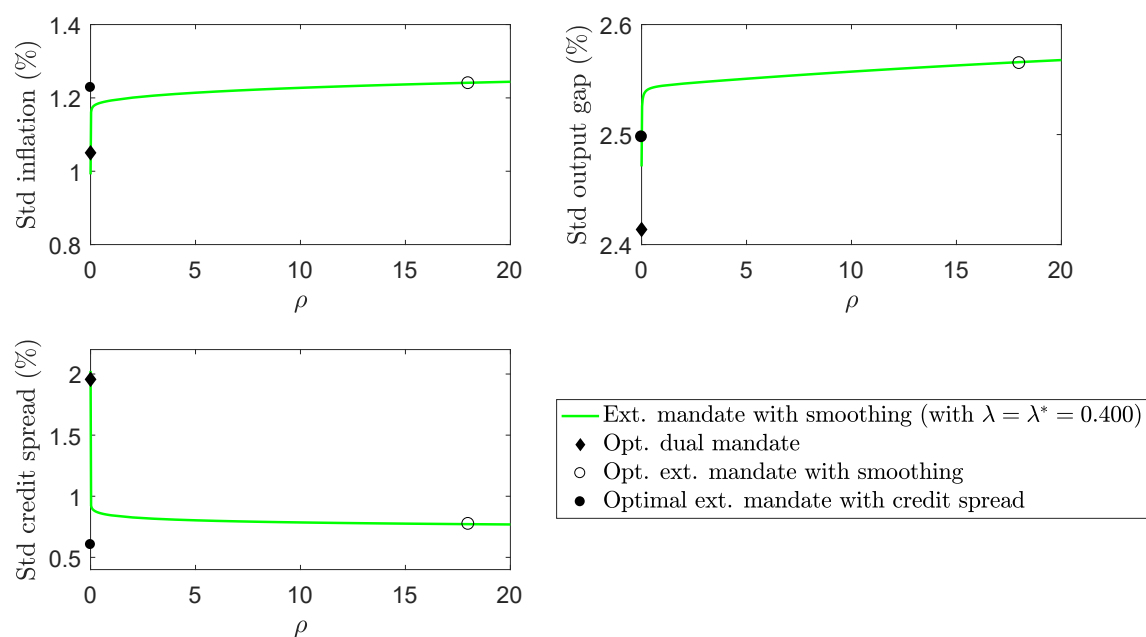 1.4
1.2
1
0.8
Std inflation (%)
0 5 10 15 20
ρ
2.6
2.5
2.4
Std output gap (%)
0 5 10 15 20
ρ
2
1.5
1
0.5
Std credit spread (%)
0 5 10 15 20
ρ
Ext. mandate with smoothing (with λ = λ* = 0.400)
Opt. dual mandate
Opt. ext. mandate with smoothing
Optimal ext. mandate with credit spread